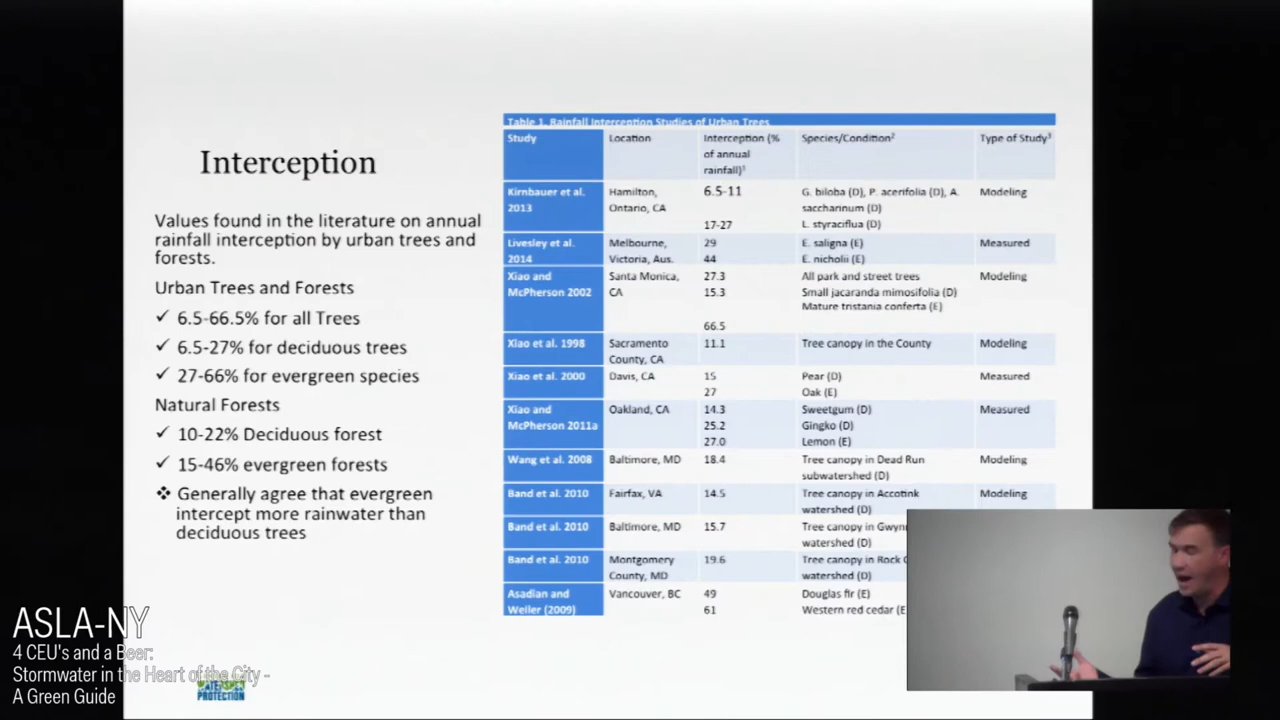 Interception
Values found in the literature on annual
rainfall interception by urban trees and
forests.
Urban Trees and Forests
✓ 6.5-66.5% for all Trees
✓ 6.5-27% for deciduous trees
✓ 27-66% for evergreen species
Natural Forests
✓ 10-22% Deciduous forest
✓ 15-46% evergreen forests
❖ Generally agree that evergreen
intercept more rainwater than
deciduous trees
Table 1. Rainfall Interception Studies of Urban Trees
Study Location Interception (% Species/Condition² Type of Study³
of annual
rainfall)¹
Kirnbauer et al. Hamilton, 6.5-11 G. biloba (D), P. acerifolia (D), A. Modeling
2013 Ontario, CA saccharinum (D)
17-27 L. styraciflua (D)
Livesley et al. Melbourne, 29 E. saligna (E) Measured
2014 Victoria, Aus. 44 E. nicholii (E)
Xiao and Santa Monica, 27.3 All park and street trees Modeling
McPherson 2002 CA 15.3 Small jacaranda mimosifolia (D)
Mature tristania conferta (E)
66.5
Xiao et al. 1998 Sacramento 11.1 Tree canopy in the County Modeling
County, CA
Xiao et al. 2000 Davis, CA 15 Pear (D) Measured
27 Oak (E)
Xiao and Oakland, CA 14.3 Sweetgum (D) Measured
McPherson 2011a 25.2 Gingko (D)
27.0 Lemon (E)
Wang et al. 2008 Baltimore, MD 18.4 Tree canopy in Dead Run Modeling
subwatershed (D)
Band et al. 2010 Fairfax, VA 14.5 Tree canopy in Accotink Modeling
watershed (D)
Band et al. 2010 Baltimore, MD 15.7 Tree canopy in Gwyn
watershed (D)
Band et al. 2010 Montgomery 19.6 Tree canopy in Rock
County, MD watershed (D)
Asadian and Vancouver, BC 49 Douglas fir (E)
Weiler (2009) 61 Western red cedar (E
ASLA-NY
4 CEU's and a Beer:
Stormwater in the Heart of the City -
A Green Guide
PROTECTION